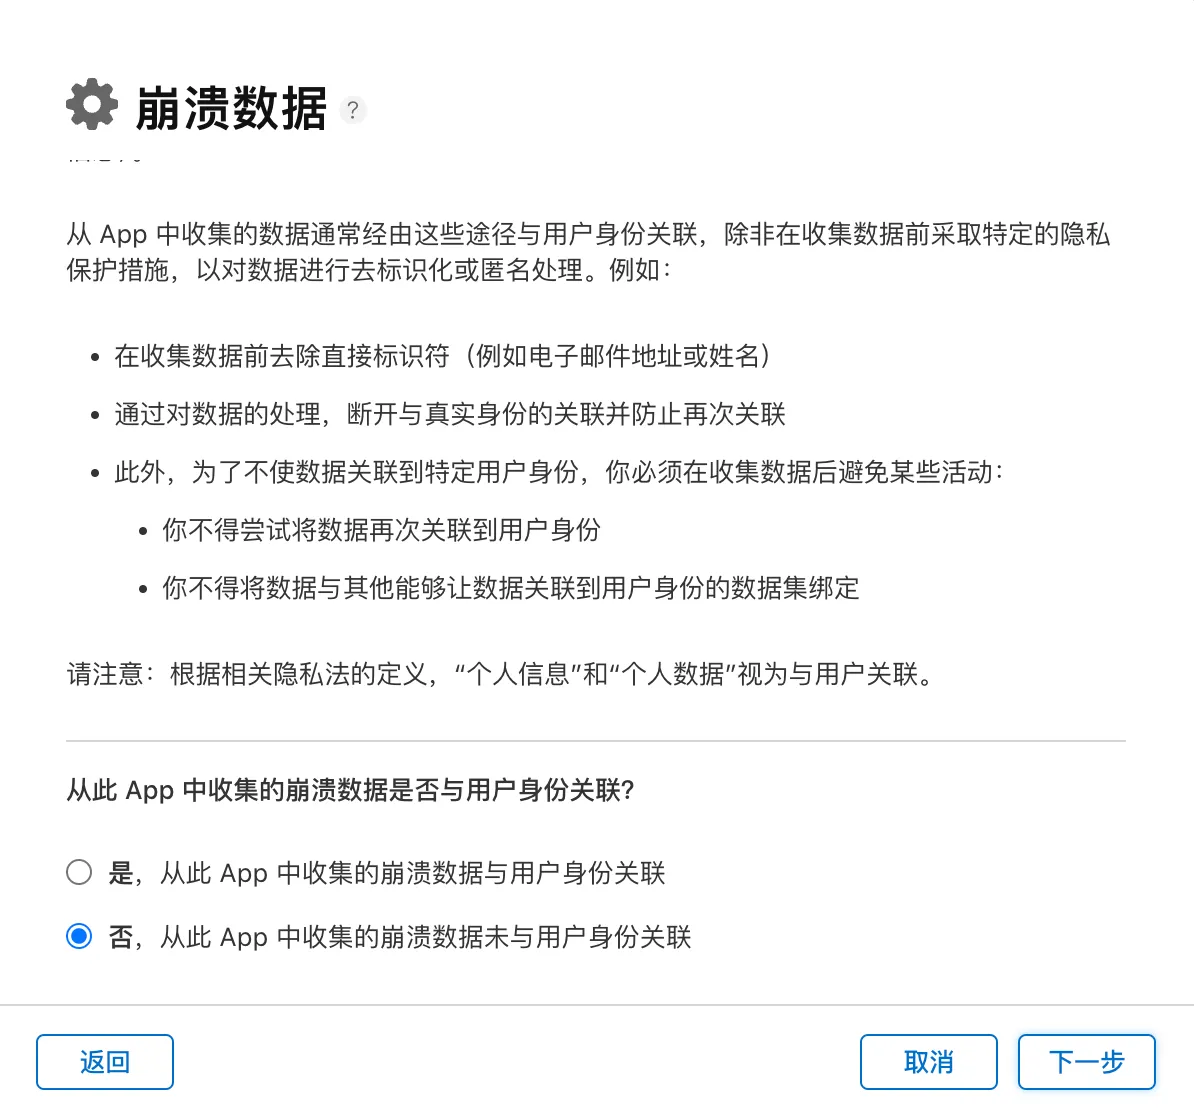 崩溃数据 ?
从 App 中收集的数据通常经由这些途径与用户身份关联，除非在收集数据前采取特定的隐私
保护措施，以对数据进行去标识化或匿名处理。例如：
• 在收集数据前去除直接标识符（例如电子邮件地址或姓名）
• 通过对数据的处理，断开与真实身份的关联并防止再次关联
• 此外，为了不使数据关联到特定用户身份，你必须在收集数据后避免某些活动：
• 你不得尝试将数据再次关联到用户身份
• 你不得将数据与其他能够让数据关联到用户身份的数据集绑定
请注意：根据相关隐私法的定义，“个人信息”和“个人数据”视为与用户关联。
从此 App 中收集的崩溃数据是否与用户身份关联?
是，从此 App 中收集的崩溃数据与用户身份关联
否，从此 App 中收集的崩溃数据未与用户身份关联
返回 取消 下一步